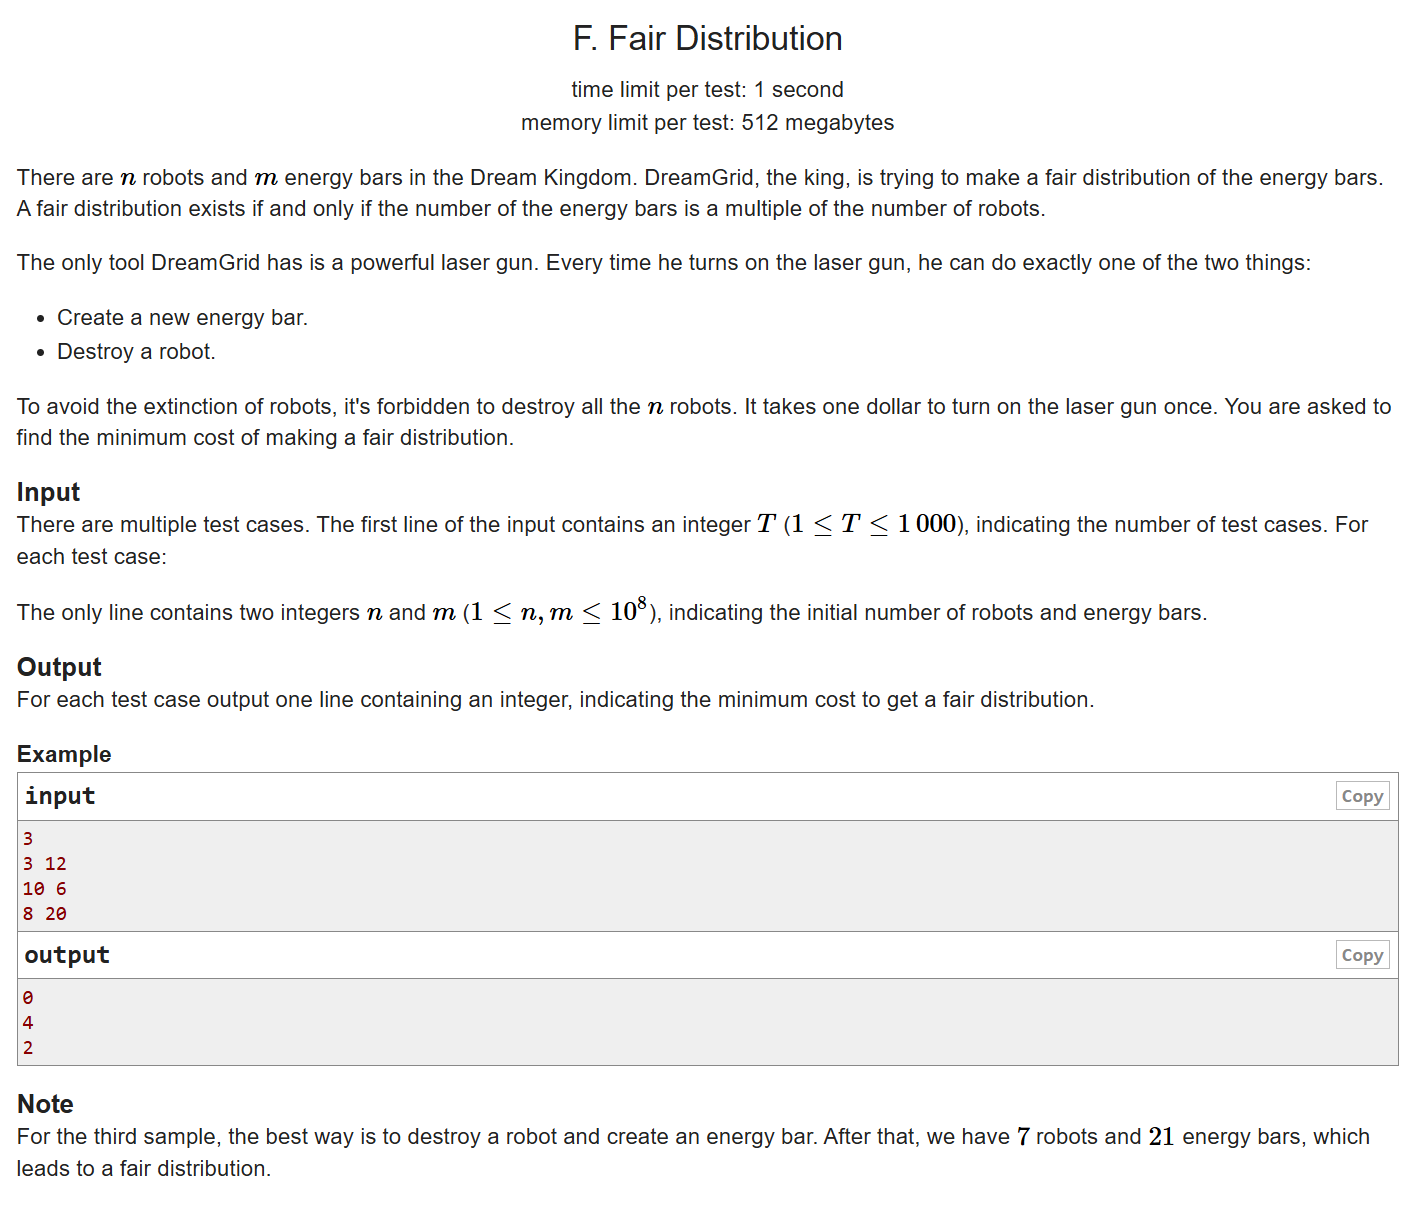 F. Fair Distribution
time limit per test: 1 second
memory limit per test: 512 megabytes
There are n robots and m energy bars in the Dream Kingdom. DreamGrid, the king, is trying to make a fair distribution of the energy bars.
A fair distribution exists if and only if the number of the energy bars is a multiple of the number of robots.
The only tool DreamGrid has is a powerful laser gun. Every time he turns on the laser gun, he can do exactly one of the two things:
• Create a new energy bar.
• Destroy a robot.
To avoid the extinction of robots, it's forbidden to destroy all the n robots. It takes one dollar to turn on the laser gun once. You are asked to
find the minimum cost of making a fair distribution.
Input
There are multiple test cases. The first line of the input contains an integer T (1 ≤ T ≤ 1 000), indicating the number of test cases. For
each test case:
The only line contains two integers n and m (1 ≤ n, m ≤ 10⁸), indicating the initial number of robots and energy bars.
Output
For each test case output one line containing an integer, indicating the minimum cost to get a fair distribution.
Example
input Copy
3
3 12
10 6
8 20
output Copy
0
4
2
Note
For the third sample, the best way is to destroy a robot and create an energy bar. After that, we have 7 robots and 21 energy bars, which
leads to a fair distribution.